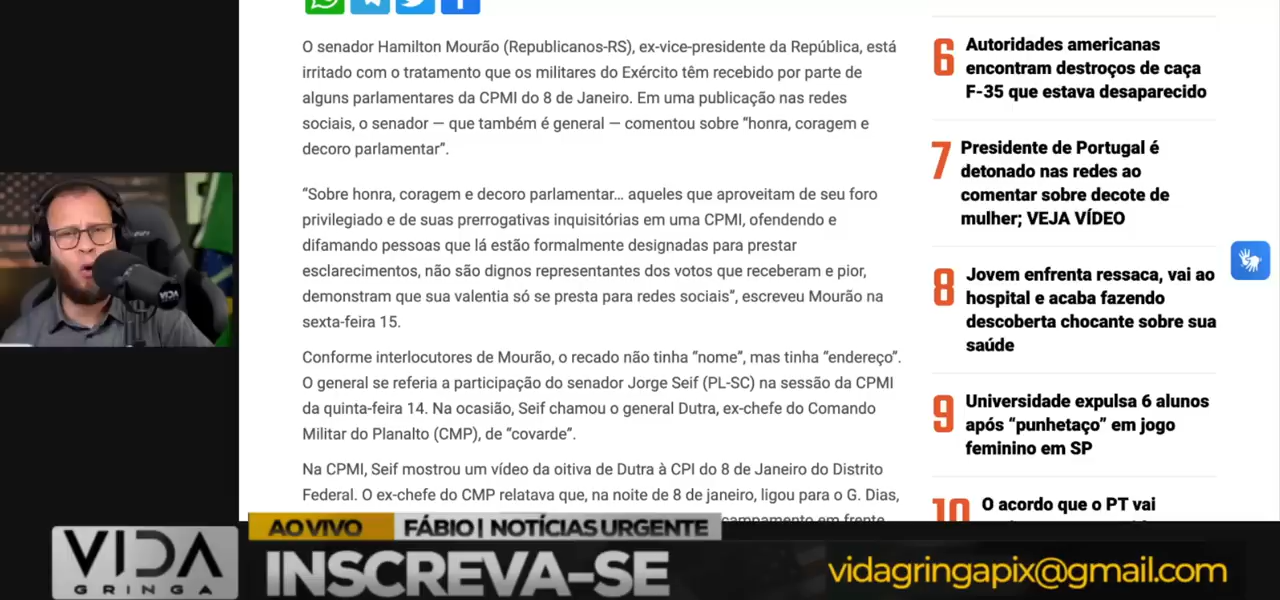 O senador Hamilton Mourão (Republicanos-RS), ex-vice-presidente da República, está
irritado com o tratamento que os militares do Exército têm recebido por parte de
alguns parlamentares da CPMI do 8 de Janeiro. Em uma publicação nas redes
sociais, o senador — que também é general — comentou sobre “honra, coragem e
decoro parlamentar”.
“Sobre honra, coragem e decoro parlamentar… aqueles que aproveitam de seu foro
privilegiado e de suas prerrogativas inquisitórias em uma CPMI, ofendendo e
difamando pessoas que lá estão formalmente designadas para prestar
esclarecimentos, não são dignos representantes dos votos que receberam e pior,
demonstram que sua valentia só se presta para redes sociais”, escreveu Mourão na
sexta-feira 15.
Conforme interlocutores de Mourão, o recado não tinha “nome”, mas tinha “endereço”.
O general se referia a participação do senador Jorge Seif (PL-SC) na sessão da CPMI
da quinta-feira 14. Na ocasião, Seif chamou o general Dutra, ex-chefe do Comando
Militar do Planalto (CMP), de “covarde”.
Na CPMI, Seif mostrou um vídeo da oitiva de Dutra à CPI do 8 de Janeiro do Distrito
Federal. O ex-chefe do CMP relatava que, na noite de 8 de janeiro, ligou para o G. Dias,
campamento em frente
6 Autoridades americanas
encontram destroços de caça
F-35 que estava desaparecido
7 Presidente de Portugal é
detonado nas redes ao
comentar sobre decote de
mulher; VEJA VÍDEO
8 Jovem enfrenta ressaca, vai ao
hospital e acaba fazendo
descoberta chocante sobre sua
saúde
9 Universidade expulsa 6 alunos
após “punhetaço” em jogo
feminino em SP
10 O acordo que o PT vai
VIDA
VIDA
GRINGA
AO VIVO
FÁBIO | NOTÍCIAS URGENTE
INSCREVA-SE
vidagringapix@gmail.com